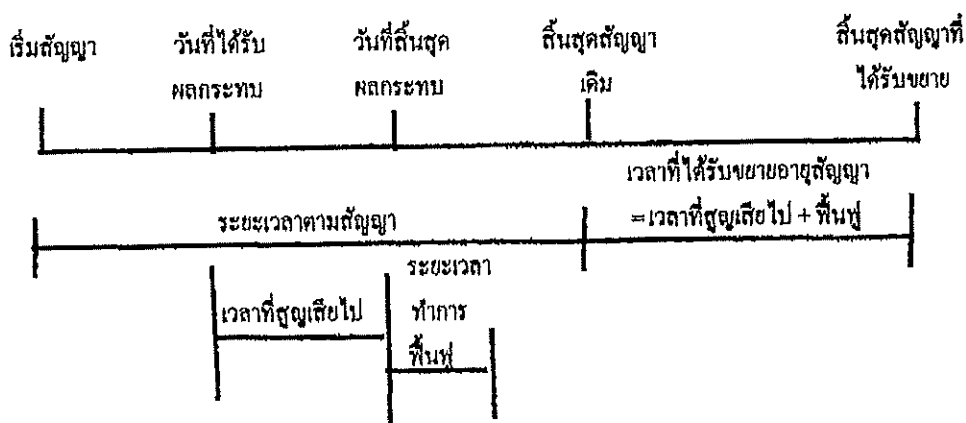 เริ่มสัญญา
วันที่ได้รับ
ผลกระทบ
วันที่สิ้นสุด
ผลกระทบ
สิ้นสุดสัญญา
เดิม
สิ้นสุดสัญญาที่
ได้รับขยาย
เวลาที่ได้รับขยายอายุสัญญา
=เวลาที่สูญเสียไป + ฟื้นฟู
ระยะเวลาตามสัญญา
เวลาที่สูญเสียไป
ระยะเวลา
ทำการ
ฟื้นฟู